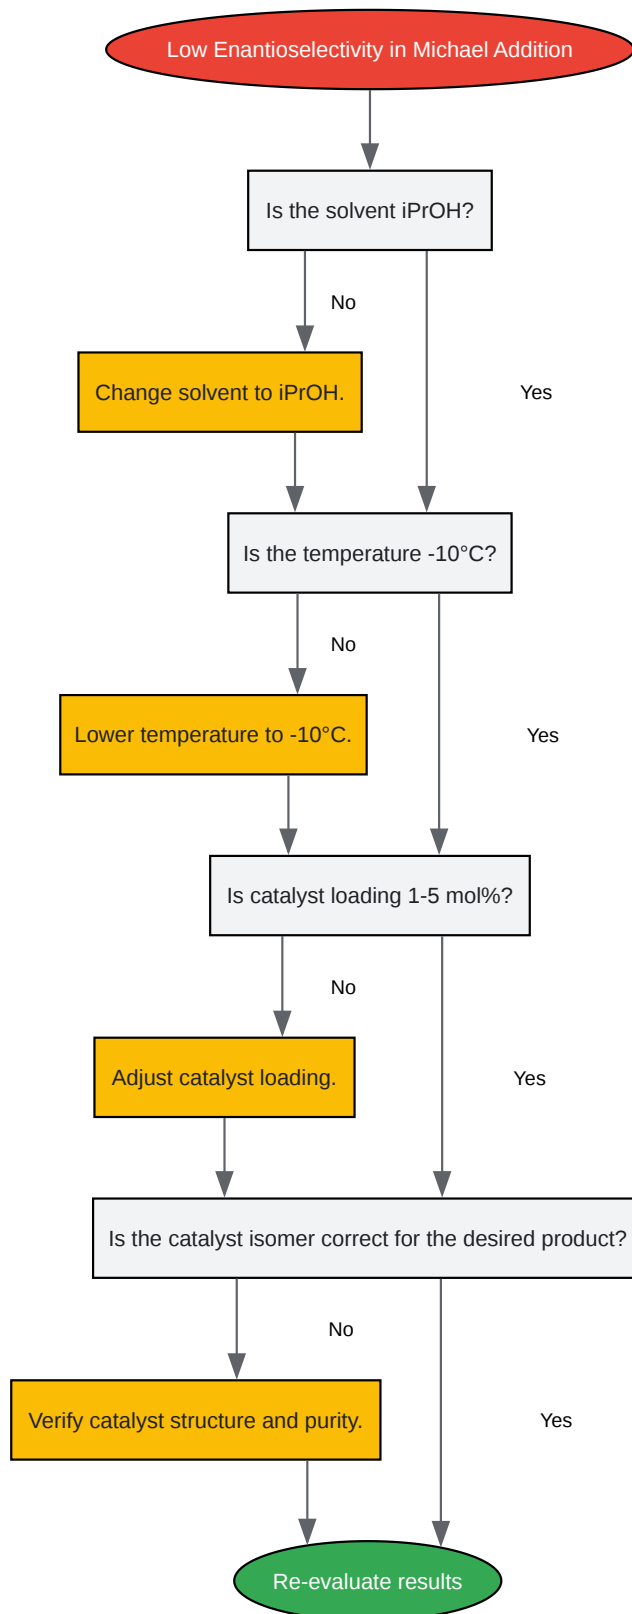 Low Enantioselectivity in Michael Addition
Is the solvent iPrOH?
No
Change solvent to iPrOH.
Yes
Is the temperature -10°C?
No
Lower temperature to -10°C.
Yes
Is catalyst loading 1-5 mol%?
No
Adjust catalyst loading.
Yes
Is the catalyst isomer correct for the desired product?
No
Verify catalyst structure and purity.
Yes
Re-evaluate results